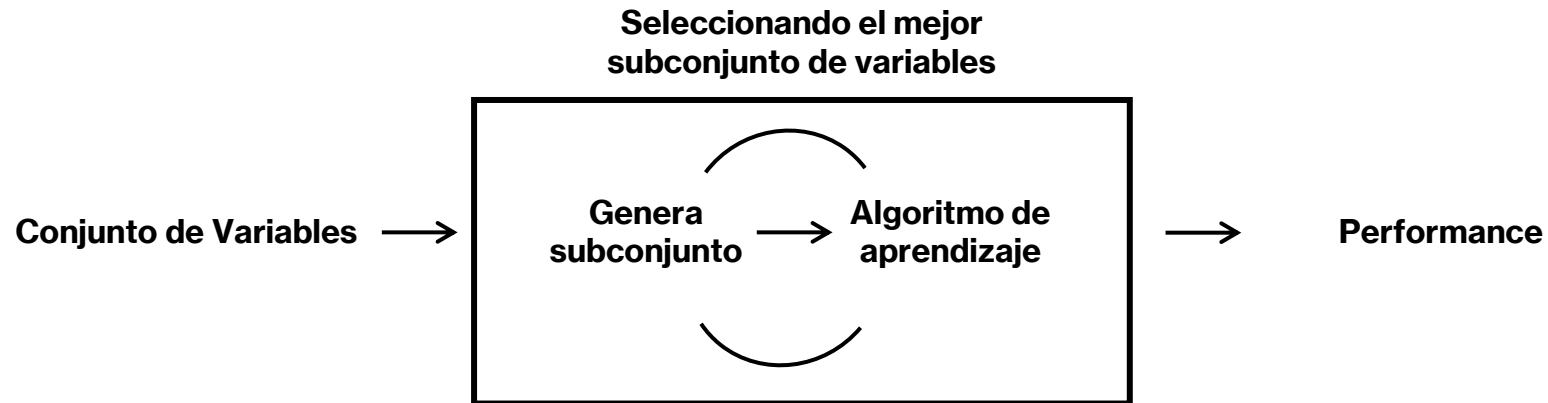 Seleccionando el mejor
subconjunto de variables
Conjunto de Variables
Genera
subconjunto
Algoritmo de
aprendizaje
Performance